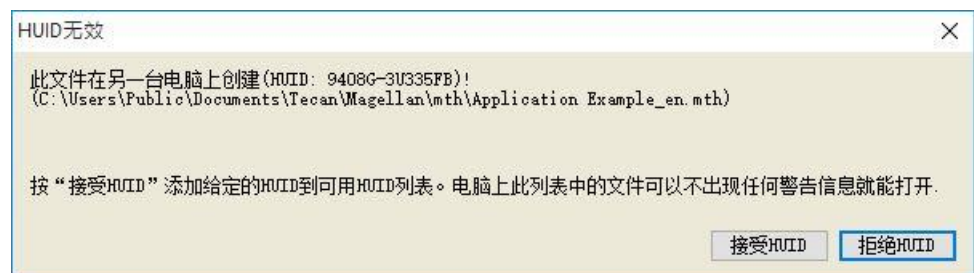 HUID无效
此文件在另一台电脑上创建(HUID: 9408G-3U335FB)!
(C:\Users\Public\Documents\Tecan\Magellan\mth\Application Example_en.mth)
按“接受HUID”添加给定的HUID到可用HUID列表。电脑上此列表中的文件可以不出现任何警告信息就能打开.
接受HUID
拒绝HUID